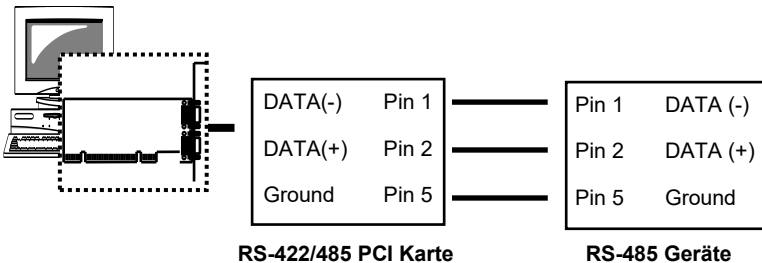 DATA(-) Pin 1 Pin 1 DATA (-)
DATA(+) Pin 2 Pin 2 DATA (+)
Ground Pin 5 Pin 5 Ground
RS-422/485 PCI Karte RS-485 Geräte